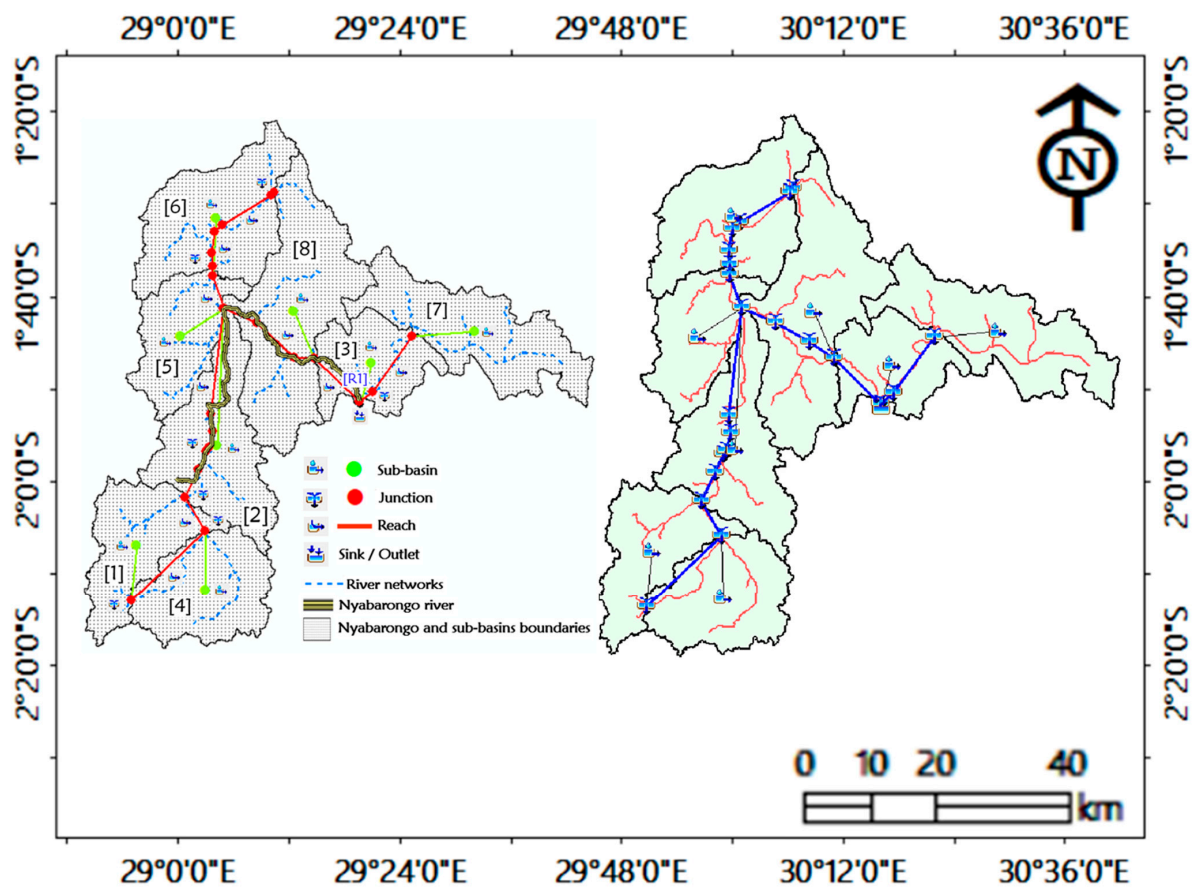 29°0'0"E 29°24'0"E 29°48'0"E 30°12'0"E 30°36'0"E
1°20'0"S
1°40'0"S
2°0'0"S
2°20'0"S
1°20'0"S
1°40'0"S
2°0'0"S
2°20'0"S
N
[6]
[8]
[7]
[3]
[5]
[R1]
[2]
[1]
[4]
Sub-basin
Junction
Reach
Sink / Outlet
River networks
Nyabarongo river
Nyabarongo and sub-basins boundaries
0 10 20 40
km
29°0'0"E 29°24'0"E 29°48'0"E 30°12'0"E 30°36'0"E